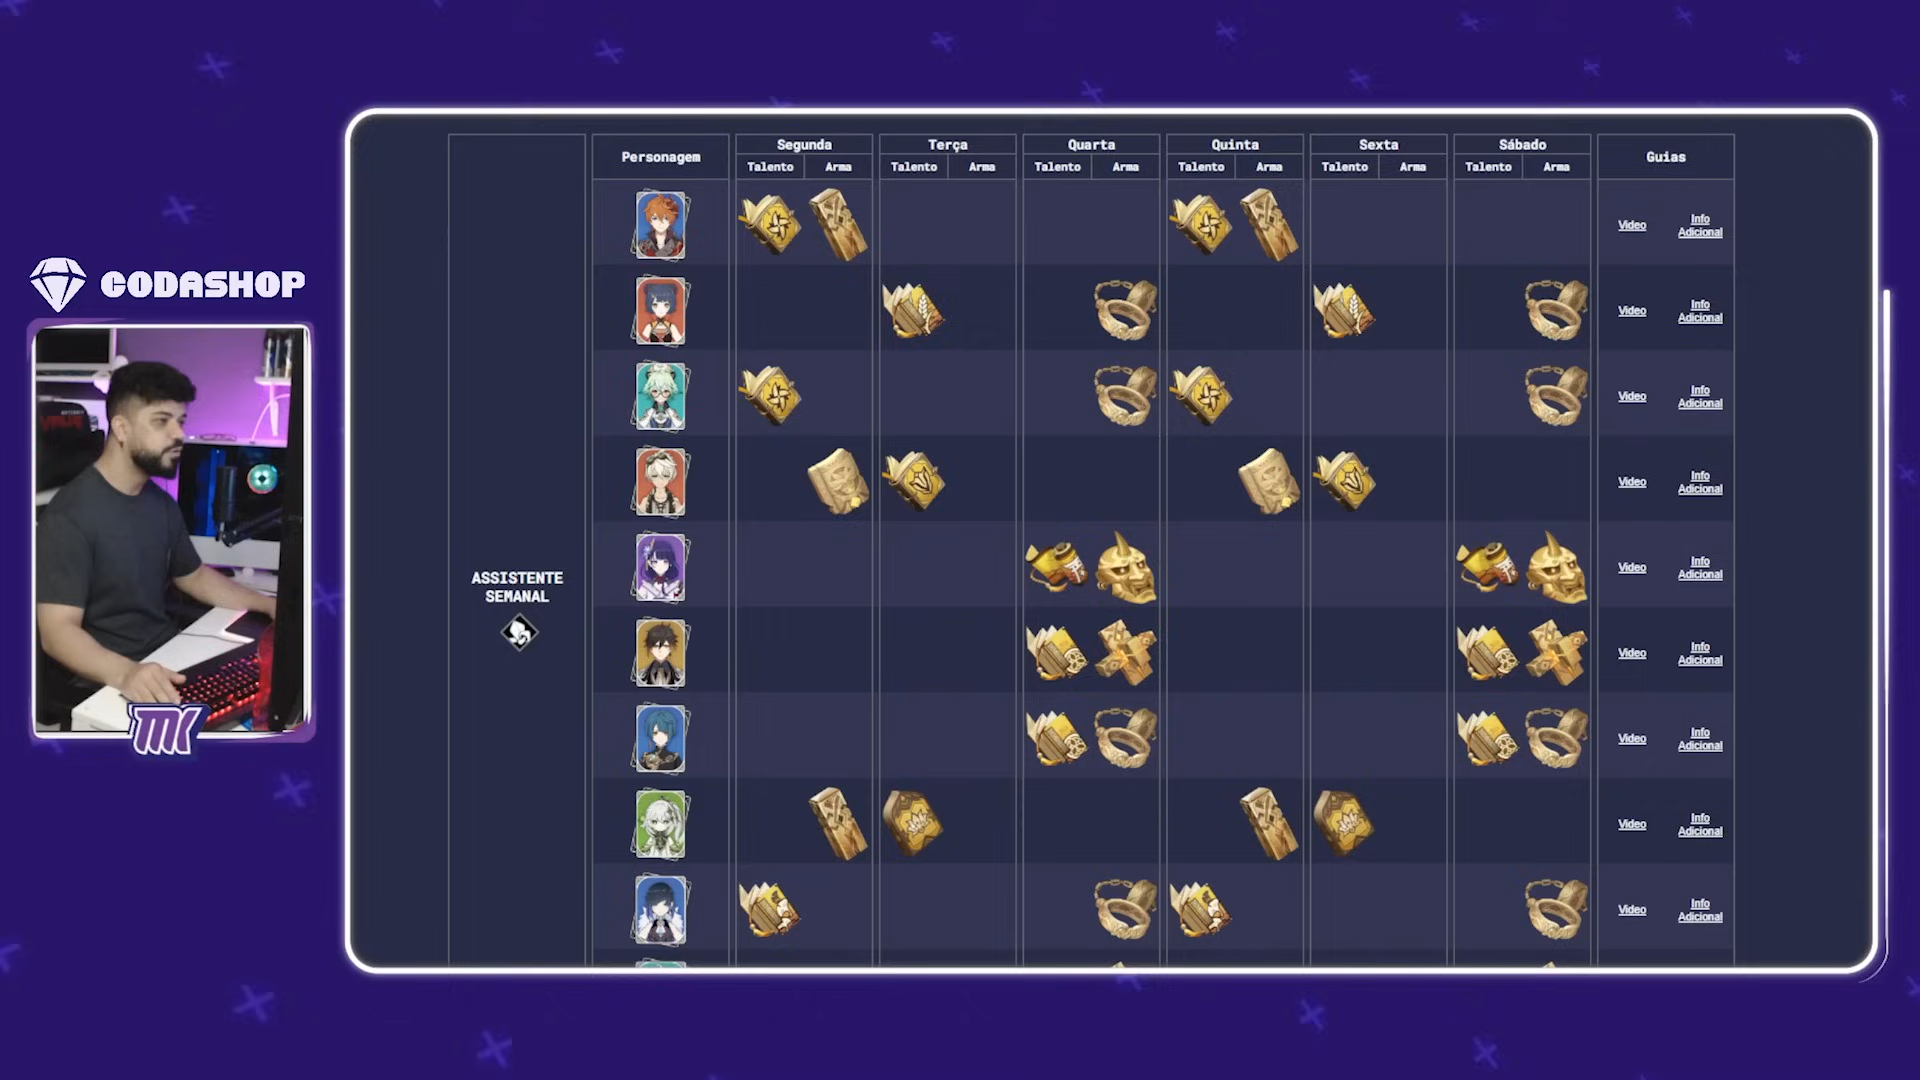 CODASHOP
MK
ASSISTENTE
SEMANAL
Personagem
Segunda
Terça
Quarta
Quinta
Sexta
Sábado
Guias
Talento Arma
Talento Arma
Talento Arma
Talento Arma
Talento Arma
Talento Arma
Video
Info
Adicional
Video
Info
Adicional
Video
Info
Adicional
Video
Info
Adicional
Video
Info
Adicional
Video
Info
Adicional
Video
Info
Adicional
Video
Info
Adicional
Video
Info
Adicional